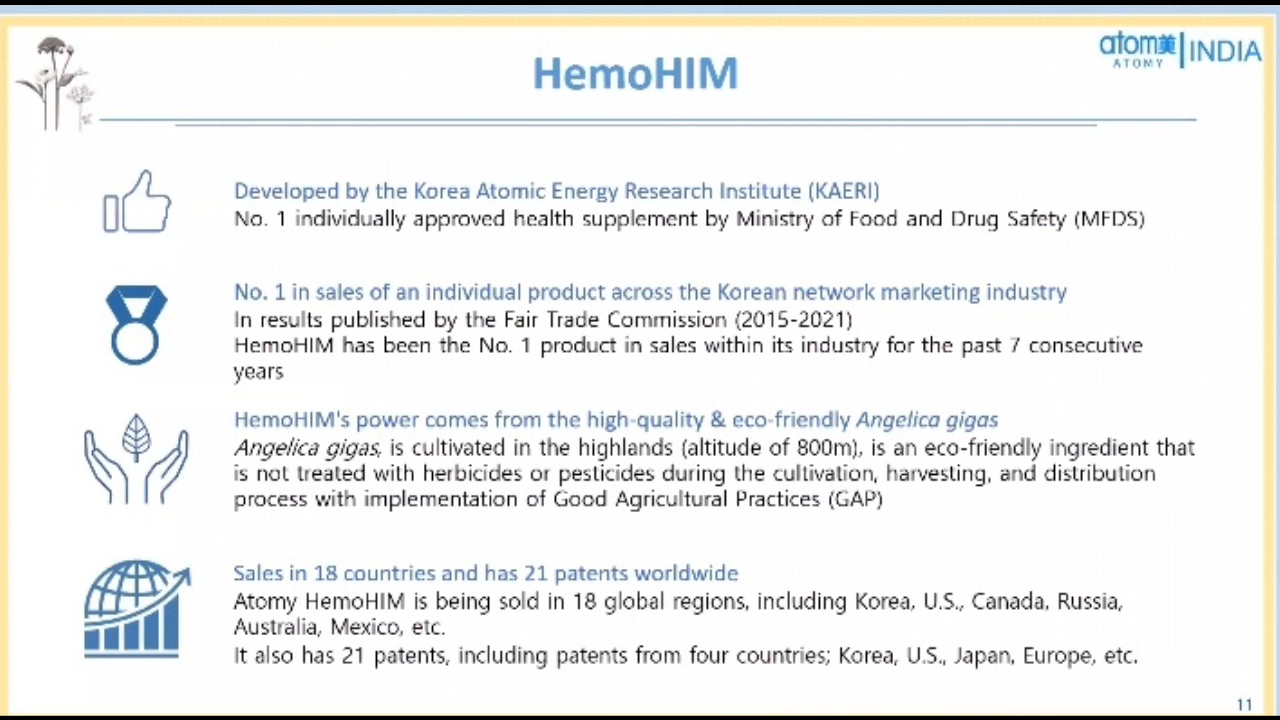 HemoHIM
atom美 | INDIA
ATOMY
Developed by the Korea Atomic Energy Research Institute (KAERI)
No. 1 individually approved health supplement by Ministry of Food and Drug Safety (MFDS)
No. 1 in sales of an individual product across the Korean network marketing industry
In results published by the Fair Trade Commission (2015-2021)
HemoHIM has been the No. 1 product in sales within its industry for the past 7 consecutive
years
HemoHIM's power comes from the high-quality & eco-friendly Angelica gigas
Angelica gigas, is cultivated in the highlands (altitude of 800m), is an eco-friendly ingredient that
is not treated with herbicides or pesticides during the cultivation, harvesting, and distribution
process with implementation of Good Agricultural Practices (GAP)
Sales in 18 countries and has 21 patents worldwide
Atomy HemoHIM is being sold in 18 global regions, including Korea, U.S., Canada, Russia,
Australia, Mexico, etc.
It also has 21 patents, including patents from four countries; Korea, U.S., Japan, Europe, etc.
11